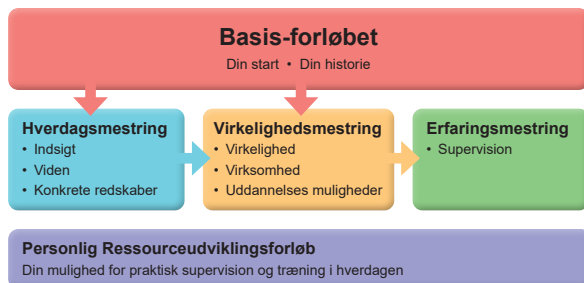 Basis-forløbet
Din start • Din historie
Hverdagsmestring
• Indsigt
• Viden
• Konkrete redskaber
Virkelighedsmestring
• Virkelighed
• Virksomhed
• Uddannelses muligheder
Erfaringsmestring
• Supervision
Personlig Ressourceudviklingsforløb
Din mulighed for praktisk supervision og træning i hverdagen